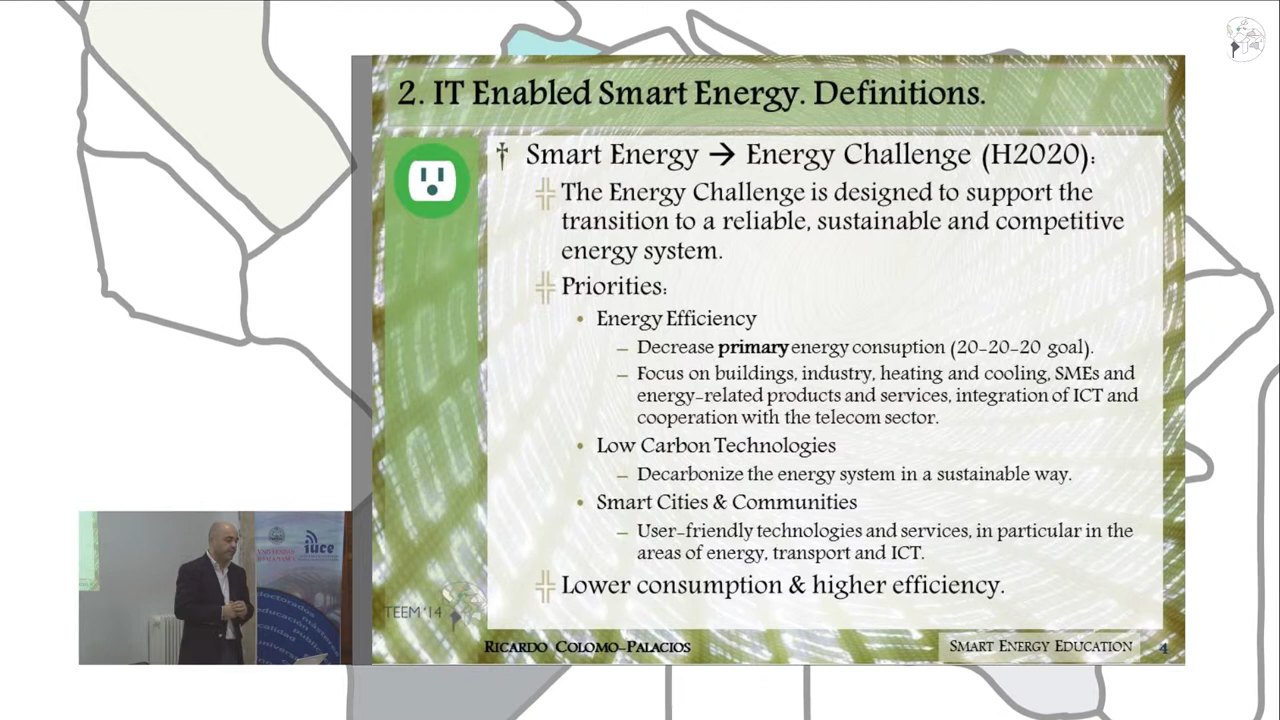 2. IT Enabled Smart Energy. Definitions.
Smart Energy → Energy Challenge (H2020):
The Energy Challenge is designed to support the
transition to a reliable, sustainable and competitive
energy system.
Priorities:
• Energy Efficiency
– Decrease primary energy consuption (20-20-20 goal).
– Focus on buildings, industry, heating and cooling, SMEs and
energy-related products and services, integration of ICT and
cooperation with the telecom sector.
• Low Carbon Technologies
– Decarbonize the energy system in a sustainable way.
• Smart Cities & Communities
– User-friendly technologies and services, in particular in the
areas of energy, transport and ICT.
Lower consumption & higher efficiency.
TEEM '14
RICARDO COLOMO-PALACIOS
SMART ENERGY EDUCATION
4
iuce
doctorados
educación
calidad